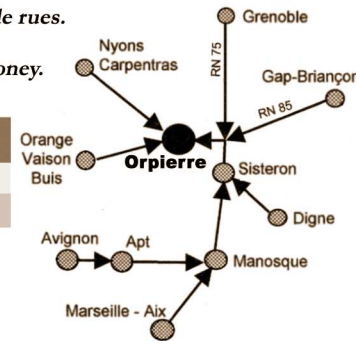 le rues.
oney.
Grenoble
Nyons
Carpentras
RN 75
Gap-Briançon
RN 85
Orange
Vaison
Buis
Orpierre
Sisteron
Digne
Avignon
Apt
Manosque
Marseille - Aix